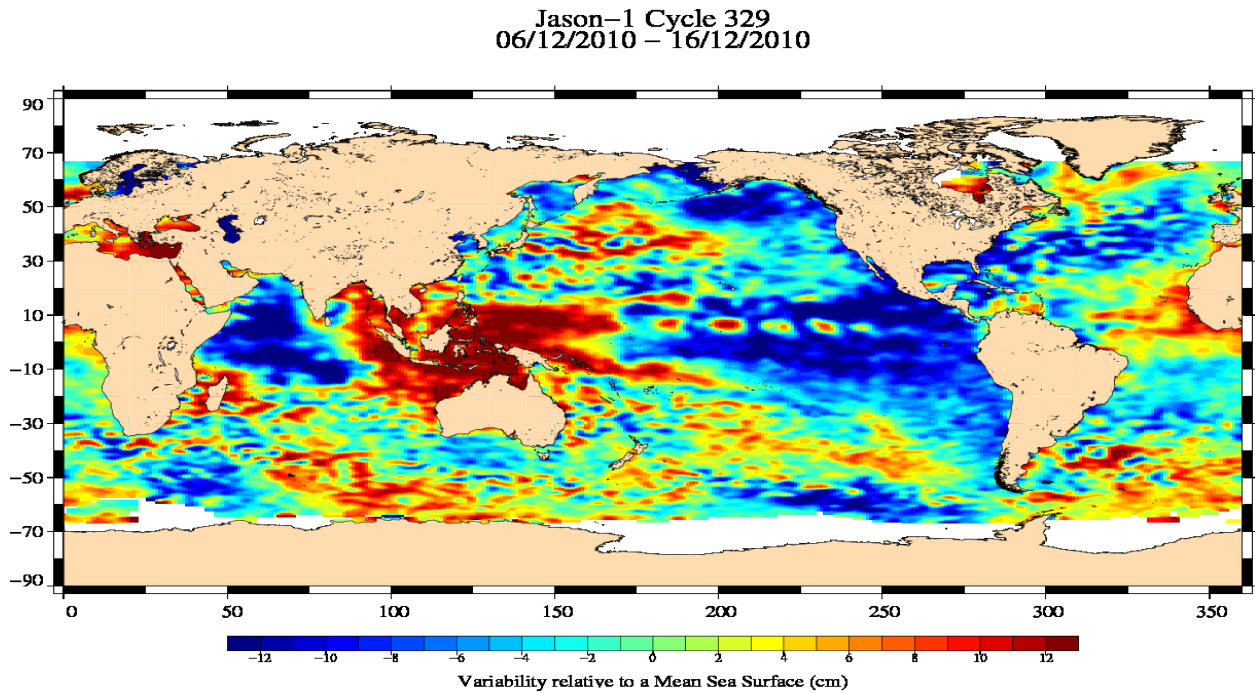 Jason−1 Cycle 329
06/12/2010 − 16/12/2010
90
70
50
30
10
−10
−30
−50
−70
−90
0 50 100 150 200 250 300 350
−12 −10 −8 −6 −4 −2 0 2 4 6 8 10 12
Variability relative to a Mean Sea Surface (cm)